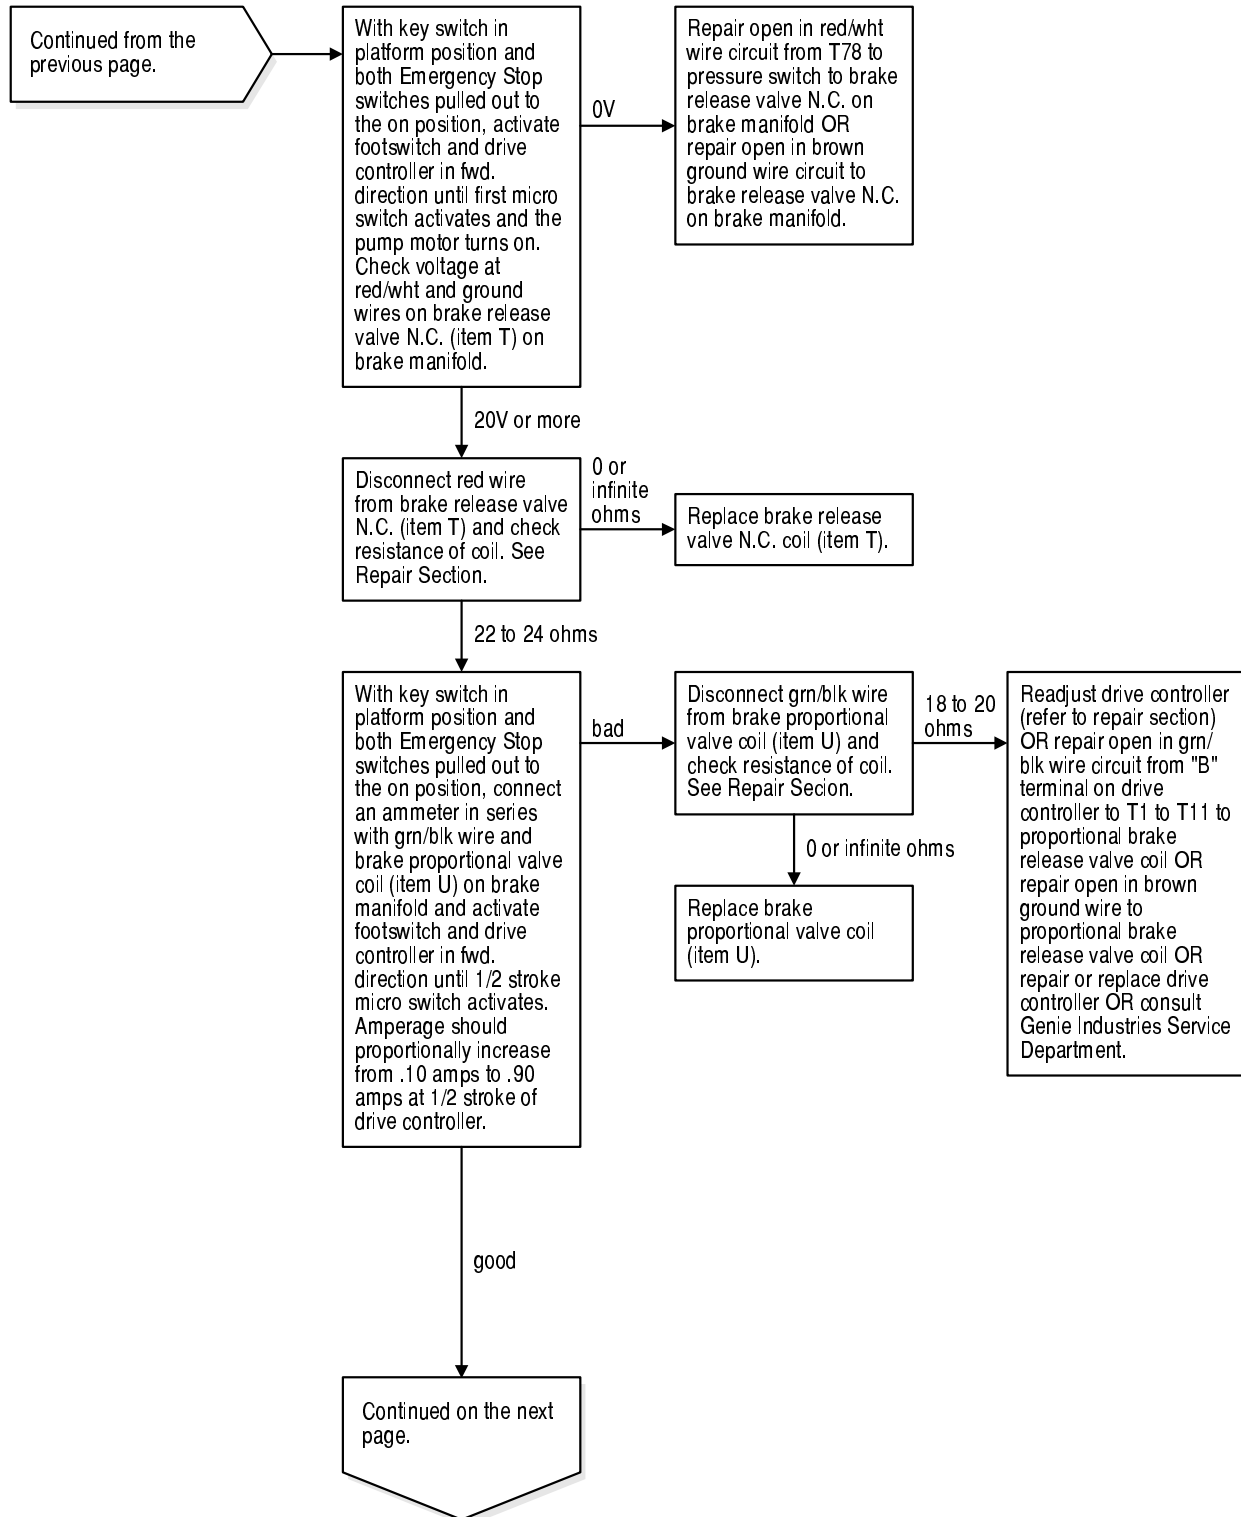 Continued from the
previous page.
With key switch in
platform position and
both Emergency Stop
switches pulled out to
the on position, activate
footswitch and drive
controller in fwd.
direction until first micro
switch activates and the
pump motor turns on.
Check voltage at
red/wht and ground
wires on brake release
valve N.C. (item T) on
brake manifold.
0V
Repair open in red/wht
wire circuit from T78 to
pressure switch to brake
release valve N.C. on
brake manifold OR
repair open in brown
ground wire circuit to
brake release valve N.C.
on brake manifold.
20V or more
Disconnect red wire
from brake release valve
N.C. (item T) and check
resistance of coil. See
Repair Section.
0 or
infinite
ohms
Replace brake release
valve N.C. coil (item T).
22 to 24 ohms
With key switch in
platform position and
both Emergency Stop
switches pulled out to
the on position, connect
an ammeter in series
with grn/blk wire and
brake proportional valve
coil (item U) on brake
manifold and activate
footswitch and drive
controller in fwd.
direction until 1/2 stroke
micro switch activates.
Amperage should
proportionally increase
from .10 amps to .90
amps at 1/2 stroke of
drive controller.
bad
Disconnect grn/blk wire
from brake proportional
valve coil (item U) and
check resistance of coil.
See Repair Secion.
18 to 20
ohms
Readjust drive controller
(refer to repair section)
OR repair open in grn/
blk wire circuit from "B"
terminal on drive
controller to T1 to T11 to
proportional brake
release valve coil OR
repair open in brown
ground wire to
proportional brake
release valve coil OR
repair or replace drive
controller OR consult
Genie Industries Service
Department.
0 or infinite ohms
Replace brake
proportional valve coil
(item U).
good
Continued on the next
page.